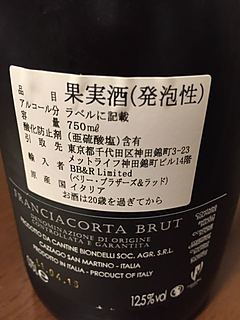 品目 果実酒(発泡性)
アルコール分 ラベルに記載
容量 750mℓ
酸化防止剤 (亜硫酸塩)含有
引取先 東京都千代田区神田錦町3-23
メットライフ神田錦町ビル14階
輸入者 BB&R Limited
(ベリー・ブラザーズ&ラッド)
原産国 イタリア
お酒は20歳を過ぎてから
FRANCIACORTA BRUT
DENOMINAZIONE DI ORIGINE
CONTROLLATA E GARANTITA
PRODOTTO DA CANTINE BIONDELLI SOC. AGR. S.R.L.
BORNATO DI CAZZAGO SAN MARTINO - ITALIA
PRODOTTO IN ITALIA - PRODUCT OF ITALY
12.5% vol